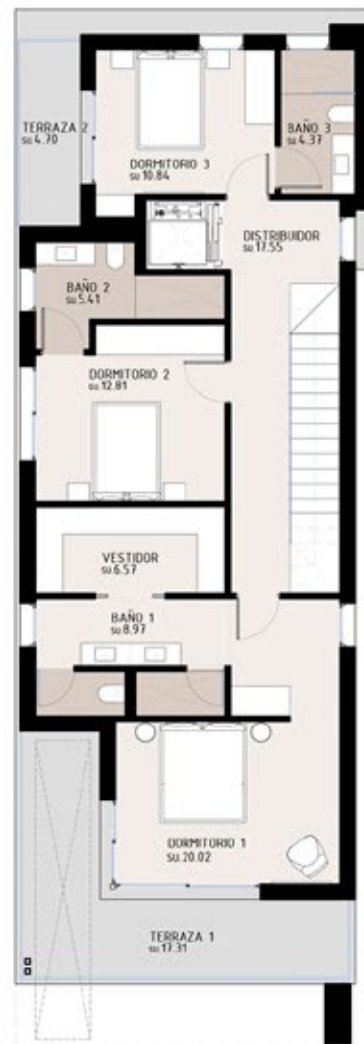 TERRAZA 2
su 4.70
BAÑO 3
su 4.37
DORMITORIO 3
su 10.84
DISTRIBUIDOR
su 17.55
BAÑO 2
su 5.41
DORMITORIO 2
su 12.81
VESTIDOR
su 6.57
BAÑO 1
su 8.97
DORMITORIO 1
SU. 20.02
TERRAZA 1
su 17.31